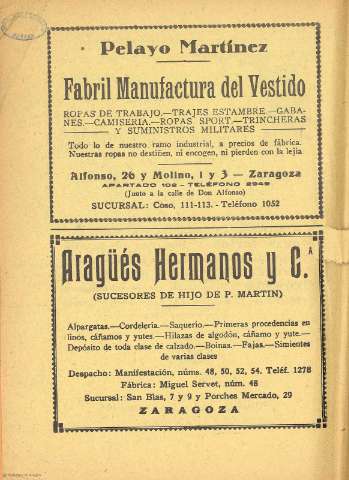 Pelayo Martínez
Fabril Manufactura del Vestido
ROPAS DE TRABAJO.—TRAJES ESTAMBRE.—GABA-
NES.—CAMISERIA.—ROPAS SPORT.—TRINCHERAS
Y SUMINISTROS MILITARES
Todo lo de nuestro ramo industrial, a precios de fábrica.
Nuestras ropas no destiñen, ni encogen, ni pierden con la lejía
Alfonso, 26 y Molino, 1 y 3 — Zaragoza
APARTADO 102 - TELÉFONO 2949
(Junto a la calle de Don Alfonso)
SUCURSAL: Coso, 111-113. - Teléfono 1052
Aragüés Hermanos y C.ª
(SUCESORES DE HIJO DE P. MARTIN)
Alpargatas.—Cordelería.—Saquerío.—Primeras procedencias en
linos, cáñamos y yutes.—Hilazas de algodón, cáñamo y yute.—
Depósito de toda clase de calzado.—Boinas.—Fajas.—Simientes
de varias clases
Despacho: Manifestación, núms. 48, 50, 52, 54. Teléf. 1278
Fábrica: Miguel Servet, núm. 48
Sucursal: San Blas, 7 y 9 y Porches Mercado, 29
ZARAGOZA